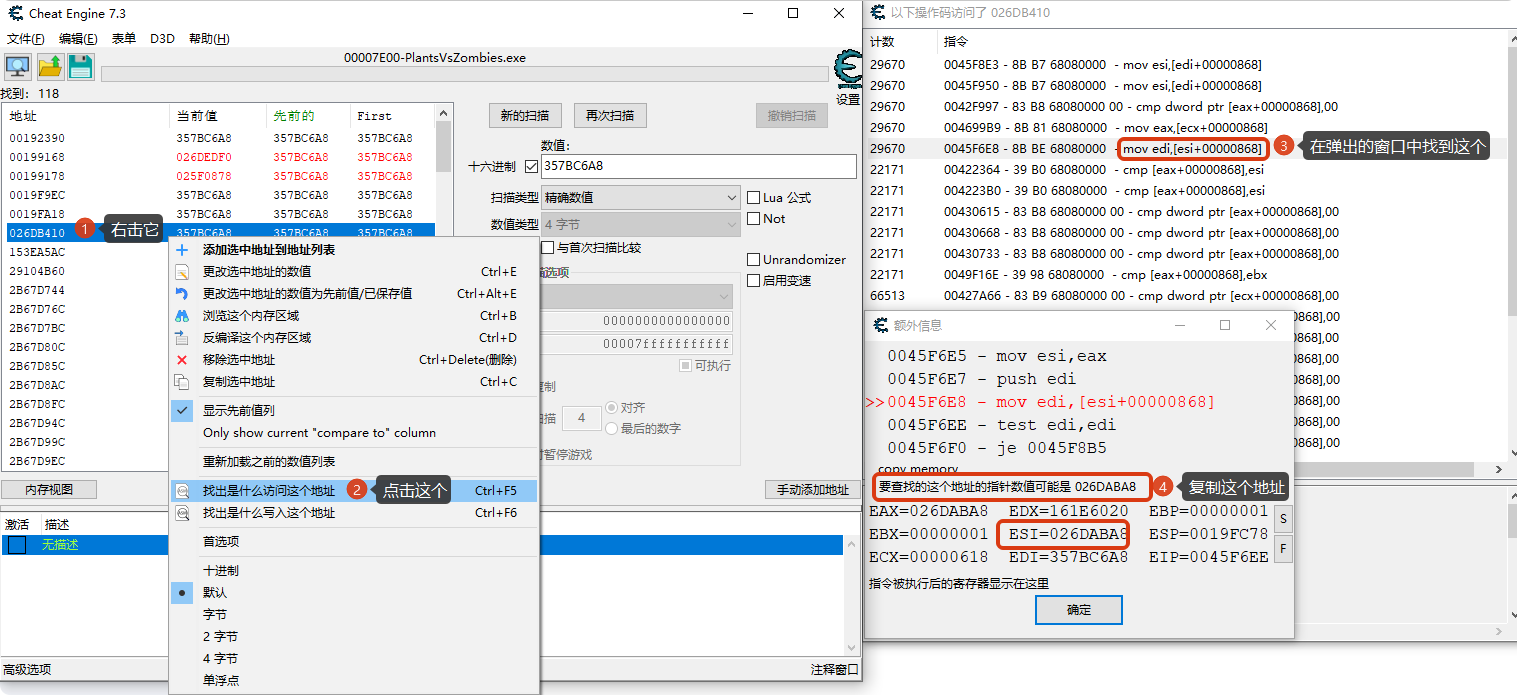 Cheat Engine 7.3
文件(F) 编辑(E) 表单 D3D 帮助(H)
00007E00-PlantsVsZombies.exe
找到: 118
设置
地址 当前值 先前的 First
00192390 357BC6A8 357BC6A8 357BC6A8
00199168 026DEDF0 357BC6A8 357BC6A8
00199178 025F0878 357BC6A8 357BC6A8
0019F9EC 357BC6A8 357BC6A8 357BC6A8
0019FA18 357BC6A8 357BC6A8 357BC6A8
026DB410 357BC6A8 357BC6A8 357BC6A8
1 右击它
153EA5AC
29104B60
2B67D744
2B67D76C
2B67D7BC
2B67D80C
2B67D85C
2B67D8AC
2B67D8FC
2B67D94C
2B67D99C
2B67D9EC
新的扫描 再次扫描 撤销扫描
数值:
十六进制 357BC6A8
扫描类型 精确数值 Lua 公式
数值类型 4 字节 Not
与首次扫描比较
Unrandomizer
启用变速
0000000000000000
00007fffffffffff
可执行
4 对齐
最后的数字
时暂停游戏
内存视图
手动添加地址
添加选中地址到地址列表
更改选中地址的数值 Ctrl+E
更改选中地址的数值为先前值/已保存值 Ctrl+Alt+E
浏览这个内存区域 Ctrl+B
反编译这个内存区域 Ctrl+D
移除选中地址 Ctrl+Delete(删除)
复制选中地址 Ctrl+C
显示先前值列
Only show current "compare to" column
重新加载之前的数值列表
找出是什么访问这个地址 2 点击这个 Ctrl+F5
找出是什么写入这个地址 Ctrl+F6
首选项
十进制
默认
字节
2 字节
4 字节
单浮点
激活 描述
无描述
高级选项
注释窗口
以下操作码访问了 026DB410
计数 指令
29670 0045F8E3 - 8B B7 68080000 - mov esi,[edi+00000868]
29670 0045F950 - 8B B7 68080000 - mov esi,[edi+00000868]
29670 0042F997 - 83 B8 68080000 00 - cmp dword ptr [eax+00000868],00
29670 004699B9 - 8B 81 68080000 - mov eax,[ecx+00000868]
29670 0045F6E8 - 8B BE 68080000 - mov edi,[esi+00000868]
3 在弹出的窗口中找到这个
22171 00422364 - 39 B0 68080000 - cmp [eax+00000868],esi
22171 004223B0 - 39 B0 68080000 - cmp [eax+00000868],esi
22171 00430615 - 83 B8 68080000 00 - cmp dword ptr [eax+00000868],00
22171 00430668 - 83 B8 68080000 00 - cmp dword ptr [eax+00000868],00
22171 00430733 - 83 B8 68080000 00 - cmp dword ptr [eax+00000868],00
22171 0049F16E - 39 98 68080000 - cmp [eax+00000868],ebx
66513 00427A66 - 83 B9 68080000 00 - cmp dword ptr [ecx+00000868],00
额外信息
0045F6E5 - mov esi,eax
0045F6E7 - push edi
>>0045F6E8 - mov edi,[esi+00000868]
0045F6EE - test edi,edi
0045F6F0 - je 0045F8B5
copy memory
要查找的这个地址的指针数值可能是 026DABA8
4 复制这个地址
EAX=026DABA8 EDX=161E6020 EBP=00000001
EBX=00000001 ESI=026DABA8 ESP=0019FC78
ECX=00000618 EDI=357BC6A8 EIP=0045F6EE
S
F
指令被执行后的寄存器显示在这里
确定